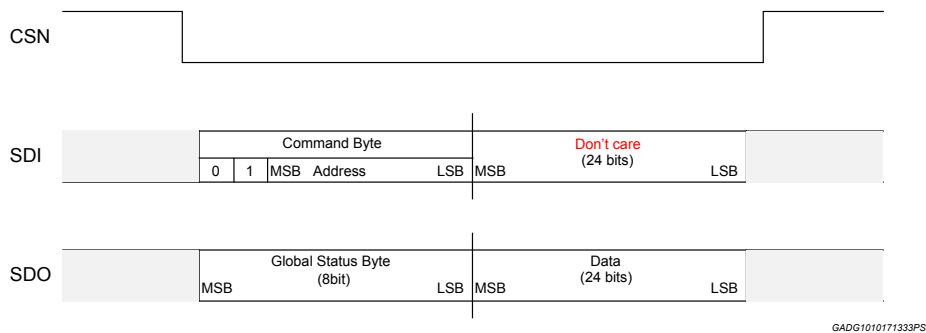 CSN
SDI
Command Byte
0 1 MSB Address LSB
Don't care
(24 bits)
MSB LSB
SDO
Global Status Byte
(8bit)
MSB LSB
Data
(24 bits)
MSB LSB
GADG1010171333PS